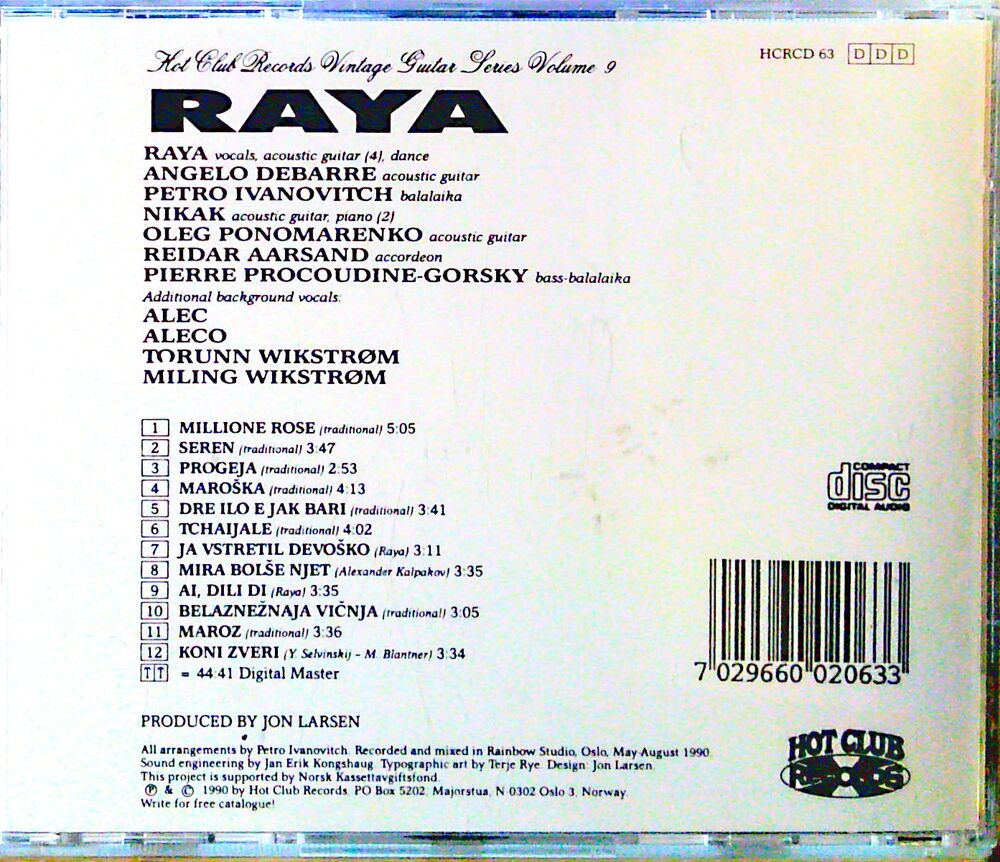 Hot Club Records Vintage Guitar Series Volume 9
HCRCD 63 DDD
RAYA
RAYA vocals, acoustic guitar (4), dance
ANGELO DEBARRE acoustic guitar
PETRO IVANOVITCH balalaika
NIKAK acoustic guitar, piano (2)
OLEG PONOMARENKO acoustic guitar
REIDAR AARSAND accordeon
PIERRE PROCOUDINE-GORSKY bass-balalaika
Additional background vocals:
ALEC
ALECO
TORUNN WIKSTRØM
MILING WIKSTRØM
1 MILLIONE ROSE (traditional) 5:05
2 SEREN (traditional) 3:47
3 PROGEJA (traditional) 2:53
4 MAROŠKA (traditional) 4:13
5 DRE ILO E JAK BARI (traditional) 3:41
6 TCHAIJALE (traditional) 4:02
7 JA VSTRETIL DEVOŠKO (Raya) 3:11
8 MIRA BOLŠE NJET (Alexander Kalpakov) 3:35
9 AI, DILI DI (Raya) 3:35
10 BELAZNEŽNAJA VIČNJA (traditional) 3:05
11 MAROZ (traditional) 3:36
12 KONI ZVERI (Y. Selvinskij - M. Blantner) 3:34
TT = 44:41 Digital Master
COMPACT
disc
DIGITAL AUDIO
7 029660 020633
PRODUCED BY JON LARSEN
All arrangements by Petro Ivanovitch. Recorded and mixed in Rainbow Studio, Oslo, May-August 1990.
Sound engineering by Jan Erik Kongshaug. Typographic art by Terje Rye. Design: Jon Larsen.
This project is supported by Norsk Kassettavgiftsfond.
℗ & © 1990 by Hot Club Records, PO Box 5202, Majorstua, N-0302 Oslo 3, Norway.
Write for free catalogue!
HOT CLUB
RECORDS